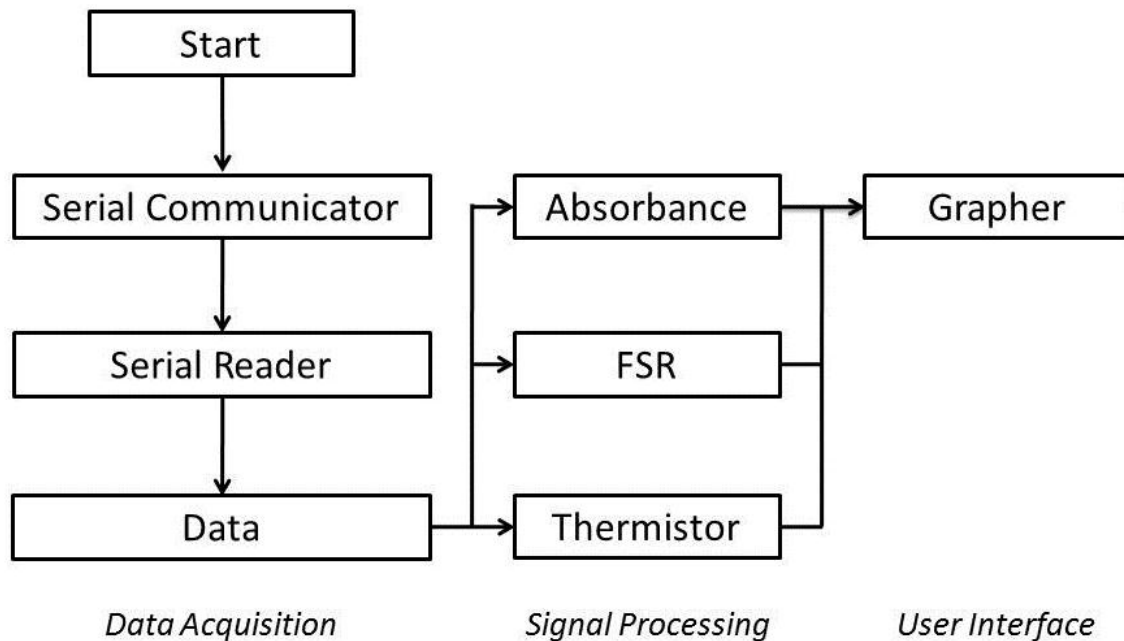 Start
Serial Communicator
Absorbance
Grapher
Serial Reader
FSR
Data
Thermistor
Data Acquisition
Signal Processing
User Interface